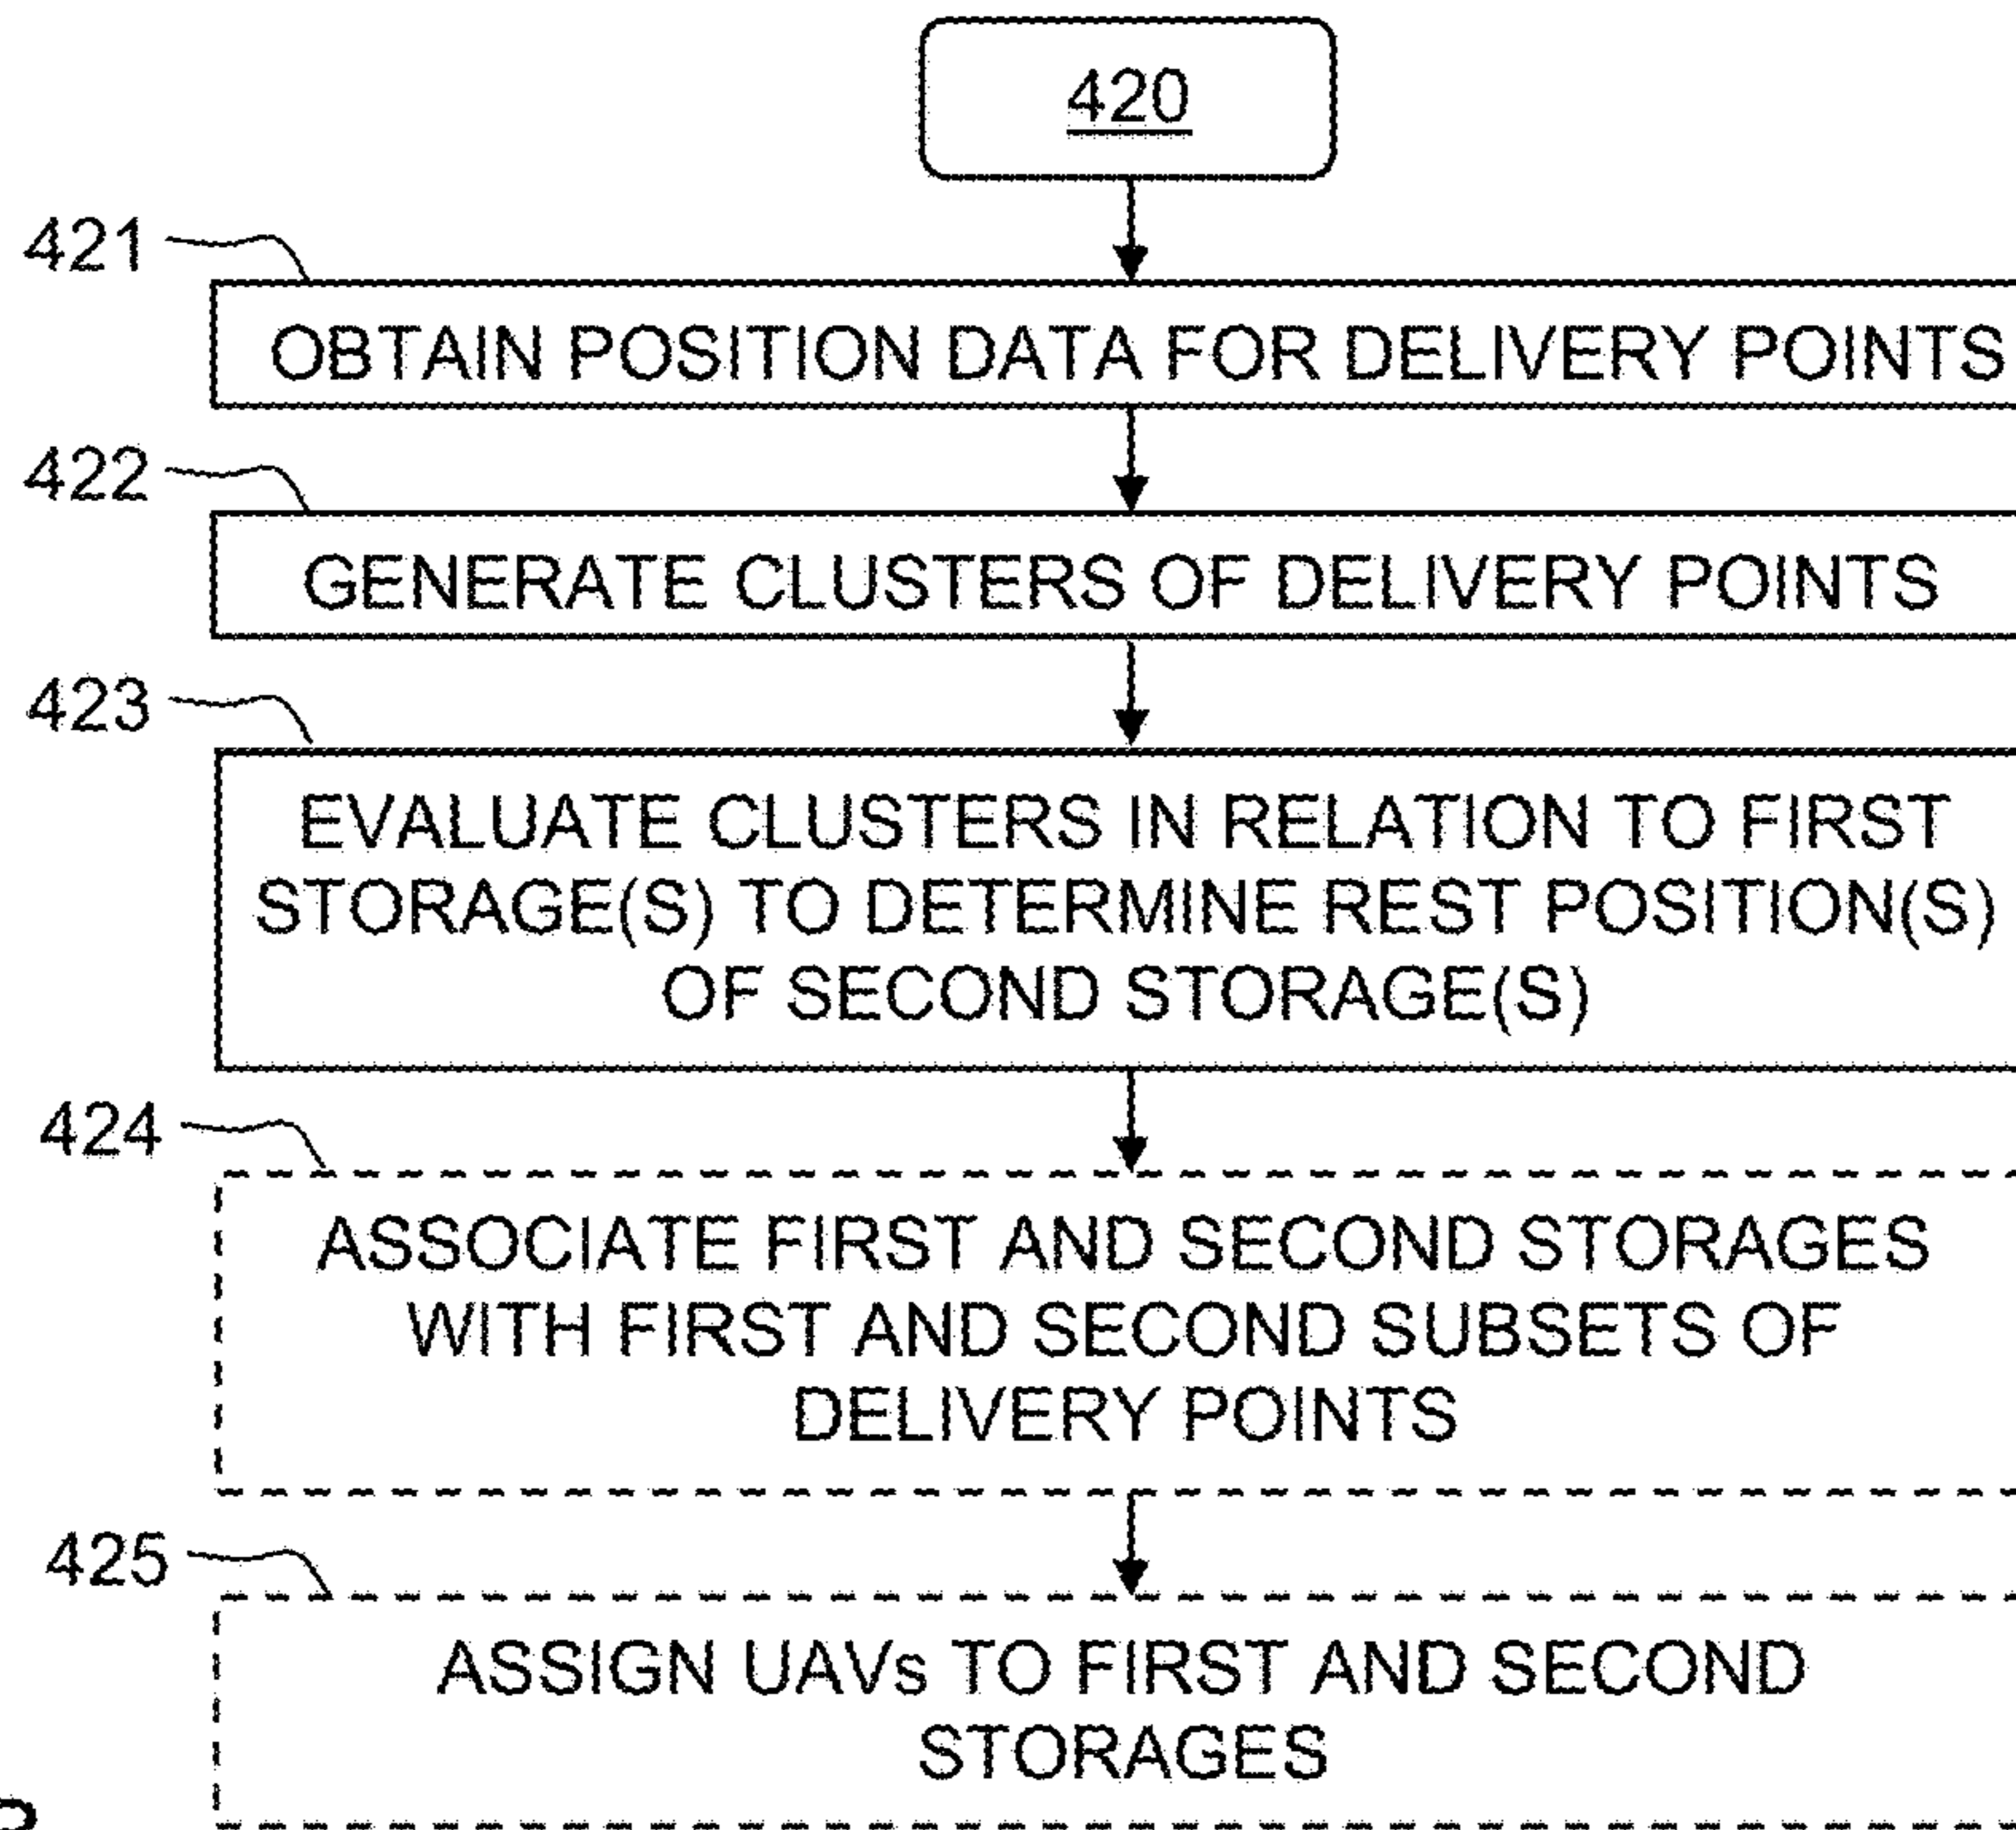 420
421
OBTAIN POSITION DATA FOR DELIVERY POINTS
422
GENERATE CLUSTERS OF DELIVERY POINTS
423
EVALUATE CLUSTERS IN RELATION TO FIRST
STORAGE(S) TO DETERMINE REST POSITION(S)
OF SECOND STORAGE(S)
424
ASSOCIATE FIRST AND SECOND STORAGES
WITH FIRST AND SECOND SUBSETS OF
DELIVERY POINTS
425
ASSIGN UAVs TO FIRST AND SECOND
STORAGES